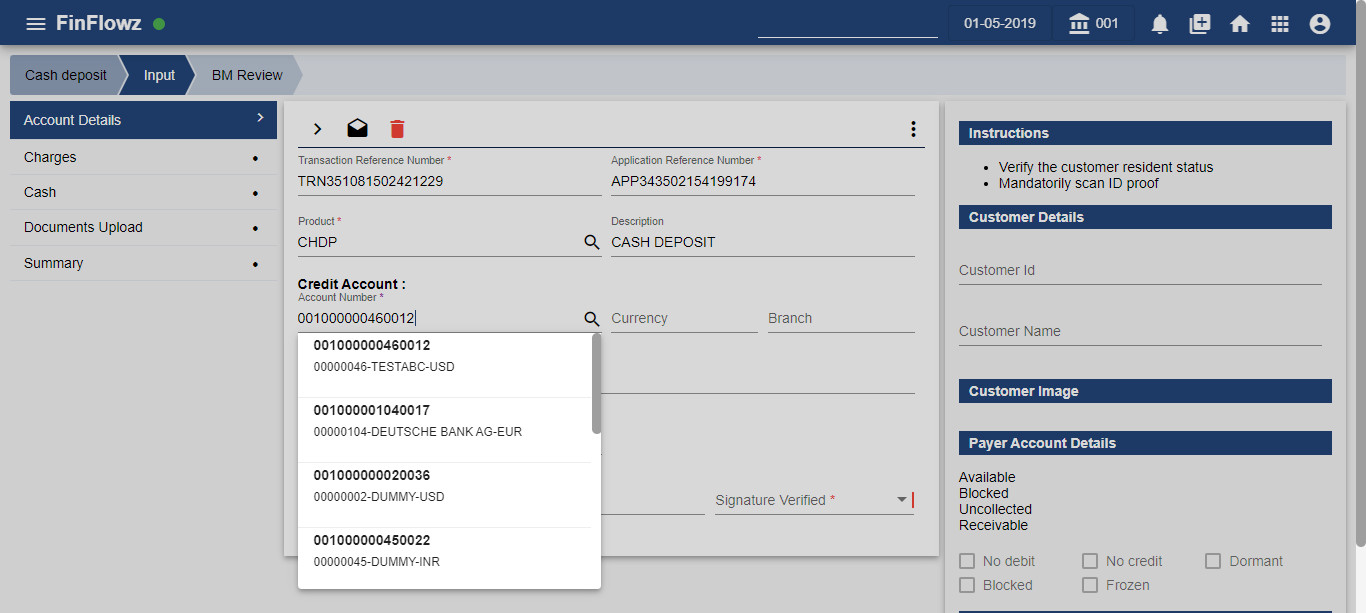 FinFlowz
01-05-2019
001
Cash deposit
Input
BM Review
Account Details
Charges
Cash
Documents Upload
Summary
Transaction Reference Number *
TRN351081502421229
Application Reference Number *
APP343502154199174
Product *
CHDP
Description
CASH DEPOSIT
Credit Account :
Account Number *
001000000460012
Currency
Branch
001000000460012
00000046-TESTABC-USD
001000001040017
00000104-DEUTSCHE BANK AG-EUR
001000000020036
00000002-DUMMY-USD
001000000450022
00000045-DUMMY-INR
Signature Verified *
Instructions
• Verify the customer resident status
• Mandatorily scan ID proof
Customer Details
Customer Id
Customer Name
Customer Image
Payer Account Details
Available
Blocked
Uncollected
Receivable
No debit
No credit
Dormant
Blocked
Frozen